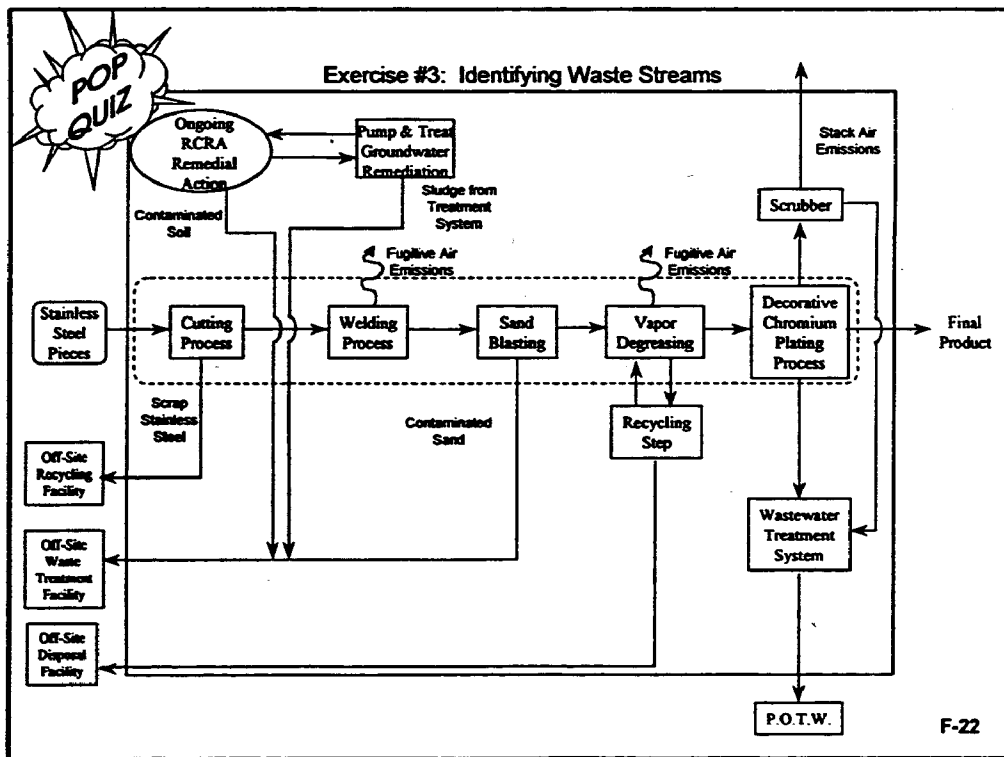 POP
QUIZ
Exercise #3: Identifying Waste Streams
Ongoing
RCRA
Remedial
Action
Pump & Treat
Groundwater
Remediation
Stack Air
Emissions
Contaminated
Soil
Sludge from
Treatment
System
Scrubber
Fugitive Air
Emissions
Fugitive Air
Emissions
Stainless
Steel
Pieces
Cutting
Process
Welding
Process
Sand
Blasting
Vapor
Degreasing
Decorative
Chromium
Plating
Process
Final
Product
Scrap
Stainless
Steel
Contaminated
Sand
Recycling
Step
Off-Site
Recycling
Facility
Wastewater
Treatment
System
Off-Site
Waste
Treatment
Facility
Off-Site
Disposal
Facility
P.O.T.W.
F-22